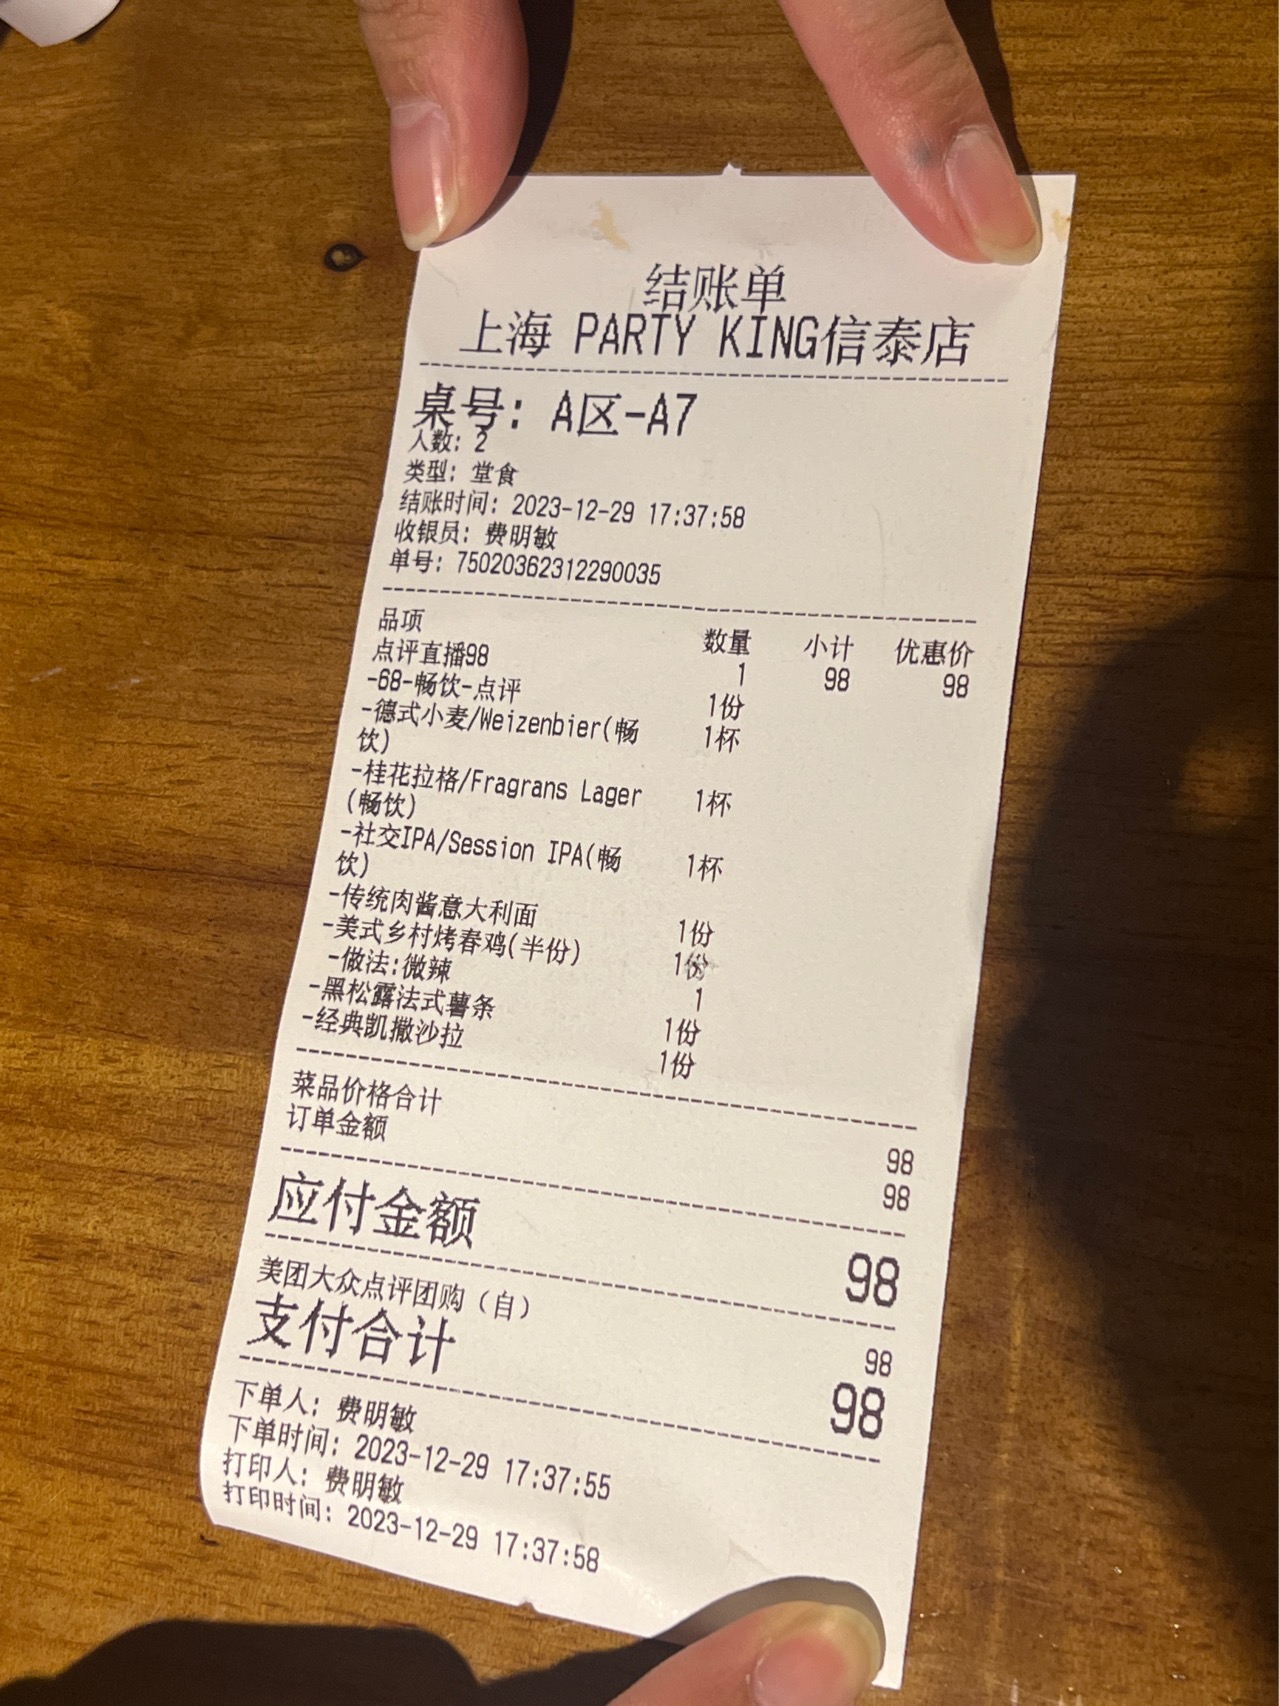 结账单
上海 PARTY KING信泰店
桌号: A区-A7
人数: 2
类型: 堂食
结账时间: 2023-12-29 17:37:58
收银员: 费明敏
单号: 75020362312290035
品项 数量 小计 优惠价
点评直播98 1 98 98
-68-畅饮-点评 1份
-德式小麦/Weizenbier(畅 1杯
饮)
-桂花拉格/Fragrans Lager 1杯
(畅饮)
-社交IPA/Session IPA(畅 1杯
饮)
-传统肉酱意大利面 1份
-美式乡村烤春鸡(半份) 1份
-做法:微辣 1
-黑松露法式薯条 1份
-经典凯撒沙拉 1份
菜品价格合计 98
订单金额 98
应付金额 98
美团大众点评团购（自） 98
支付合计 98
下单人: 费明敏
下单时间: 2023-12-29 17:37:55
打印人: 费明敏
打印时间: 2023-12-29 17:37:58